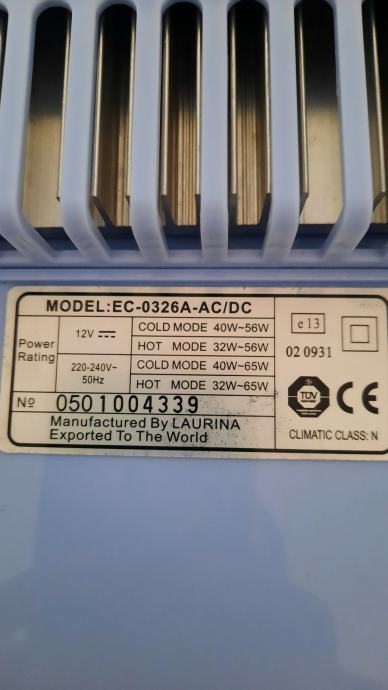 MODEL:EC-0326A-AC/DC
Power Rating
12V
COLD MODE 40W~56W
HOT MODE 32W~56W
220-240V~
50Hz
COLD MODE 40W~65W
HOT MODE 32W~65W
№ 0501004339
Manufactured By LAURINA
Exported To The World
e13
02 0931
TÜV
CE
CLIMATIC CLASS: N